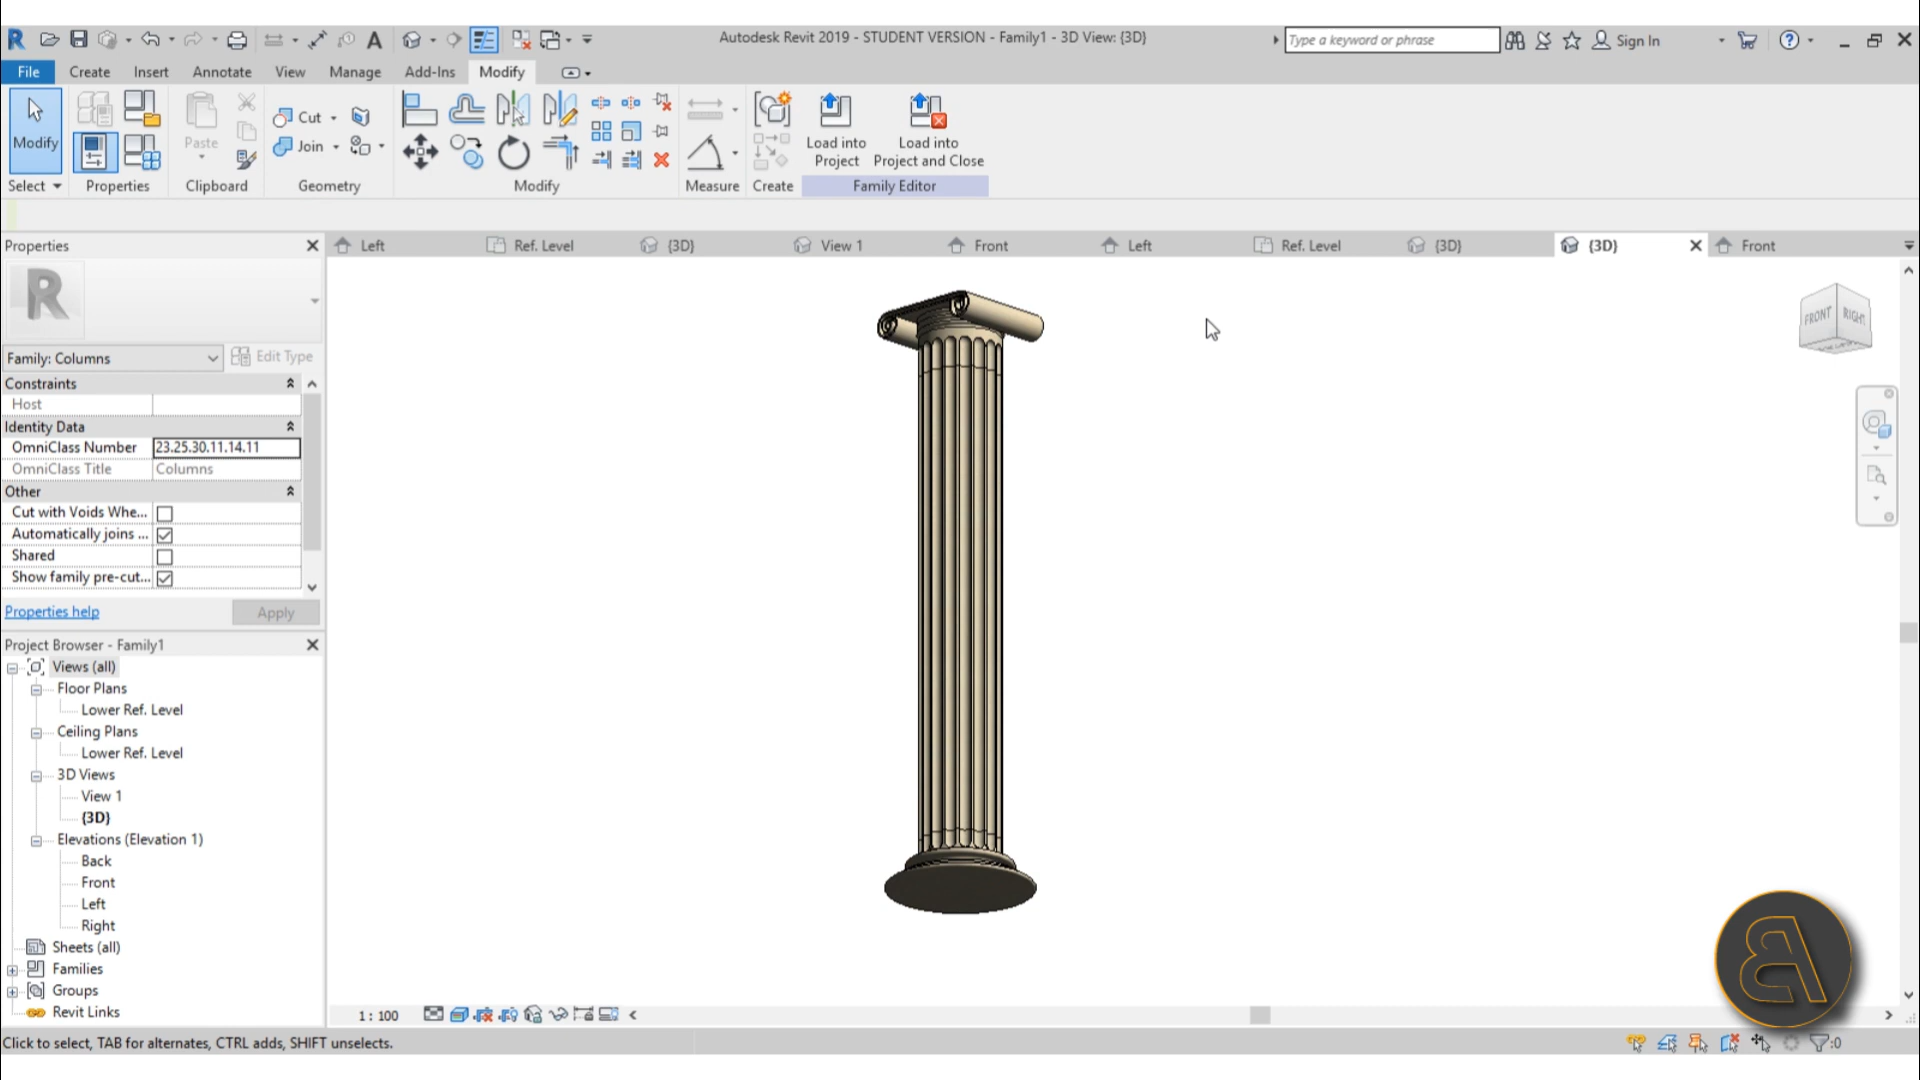 Autodesk Revit 2019 - STUDENT VERSION - Family1 - 3D View: {3D}
Type a keyword or phrase
Sign In
File Create Insert Annotate View Manage Add-Ins Modify
Modify
Paste
Cut
Join
Load into Project
Load into Project and Close
Select Properties Clipboard Geometry Modify Measure Create Family Editor
Properties
Left Ref. Level {3D} View 1 Front Left Ref. Level {3D} {3D} Front
Family: Columns
Edit Type
Constraints
Host
Identity Data
OmniClass Number 23.25.30.11.14.11
OmniClass Title Columns
Other
Cut with Voids Whe...
Automatically joins ...
Shared
Show family pre-cut...
Properties help
Apply
Project Browser - Family1
Views (all)
Floor Plans
Lower Ref. Level
Ceiling Plans
Lower Ref. Level
3D Views
View 1
{3D}
Elevations (Elevation 1)
Back
Front
Left
Right
Sheets (all)
Families
Groups
Revit Links
FRONT RIGHT
1 : 100
Click to select, TAB for alternates, CTRL adds, SHIFT unselects.
:0